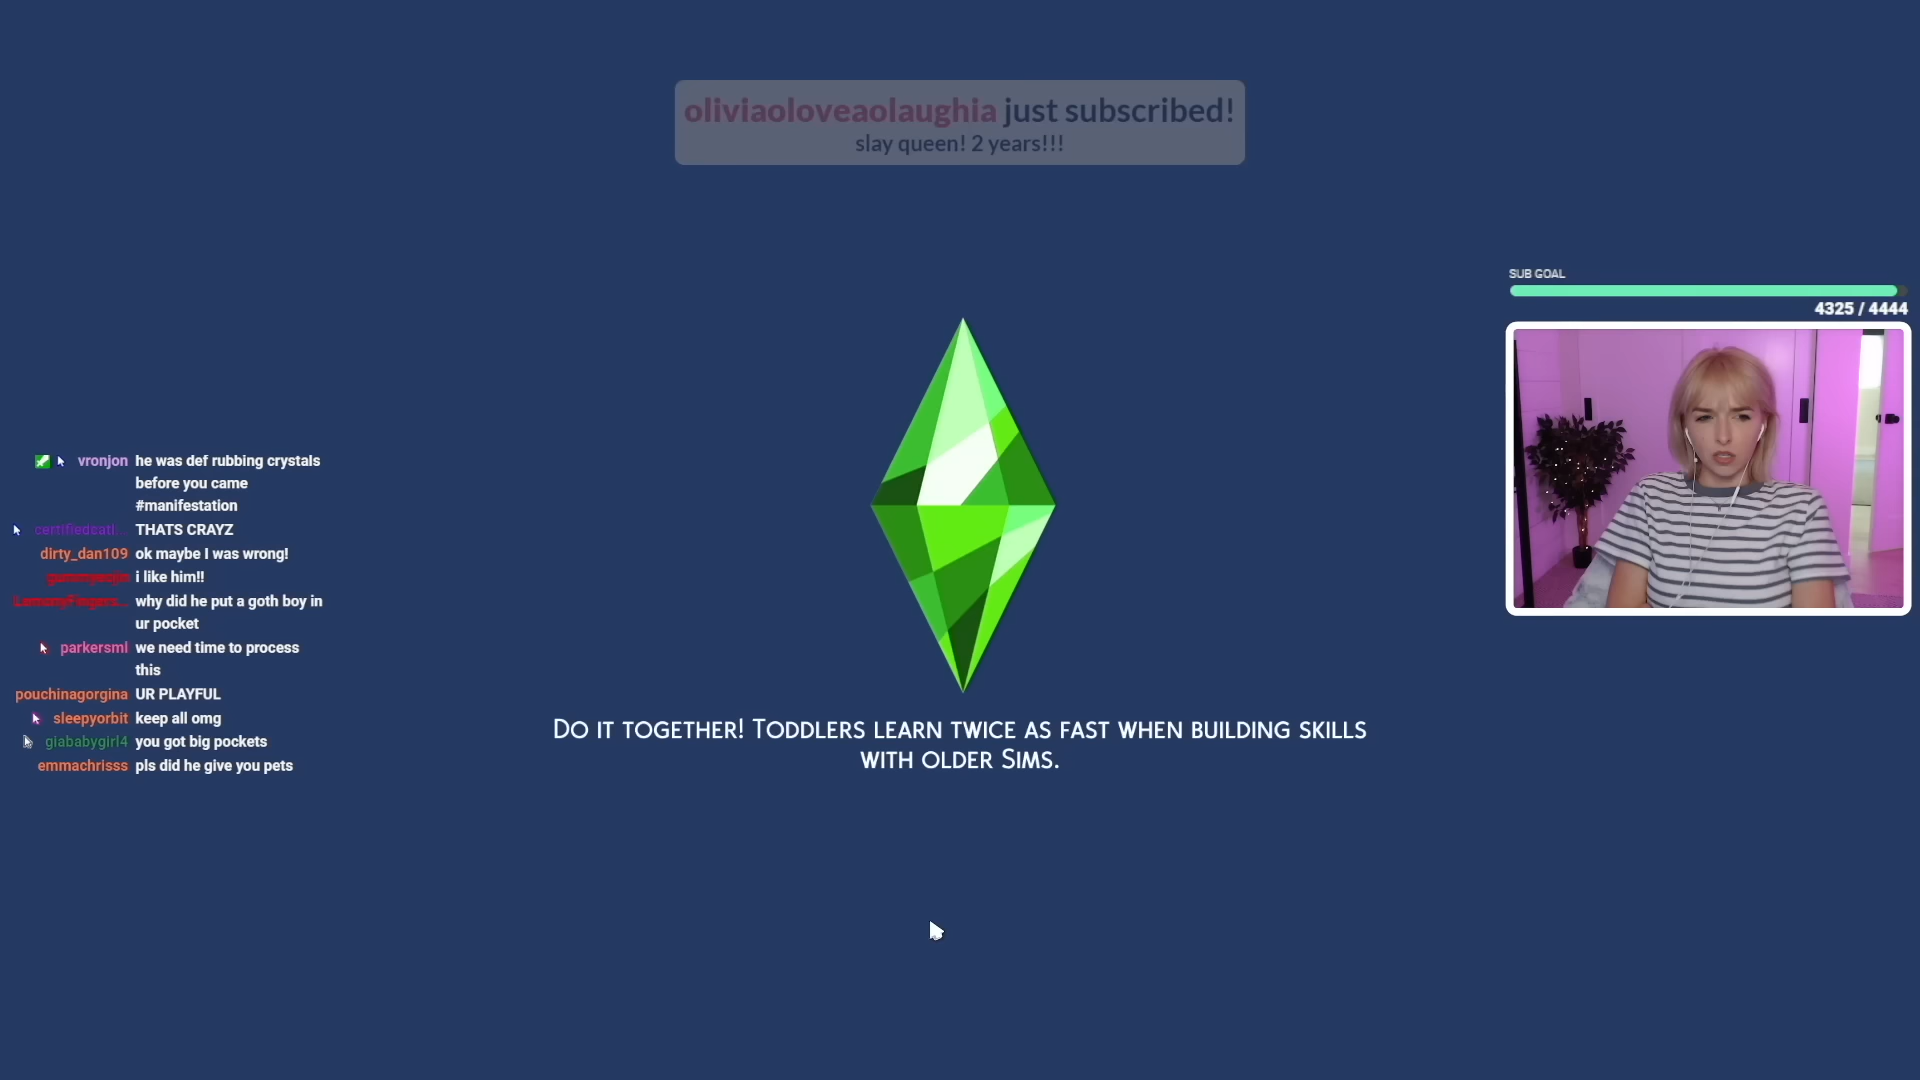 oliviaoloveaolaughia just subscribed!
slay queen! 2 years!!!
SUB GOAL
4325 / 4444
vronjon he was def rubbing crystals
before you came
#manifestation
THATS CRAYZ
dirty_dan109 ok maybe I was wrong!
i like him!!
why did he put a goth boy in
ur pocket
parkersml we need time to process
this
pouchinagorgina UR PLAYFUL
sleepyorbit keep all omg
giababygirl4 you got big pockets
emmachrisss pls did he give you pets
DO IT TOGETHER! TODDLERS LEARN TWICE AS FAST WHEN BUILDING SKILLS
WITH OLDER SIMS.